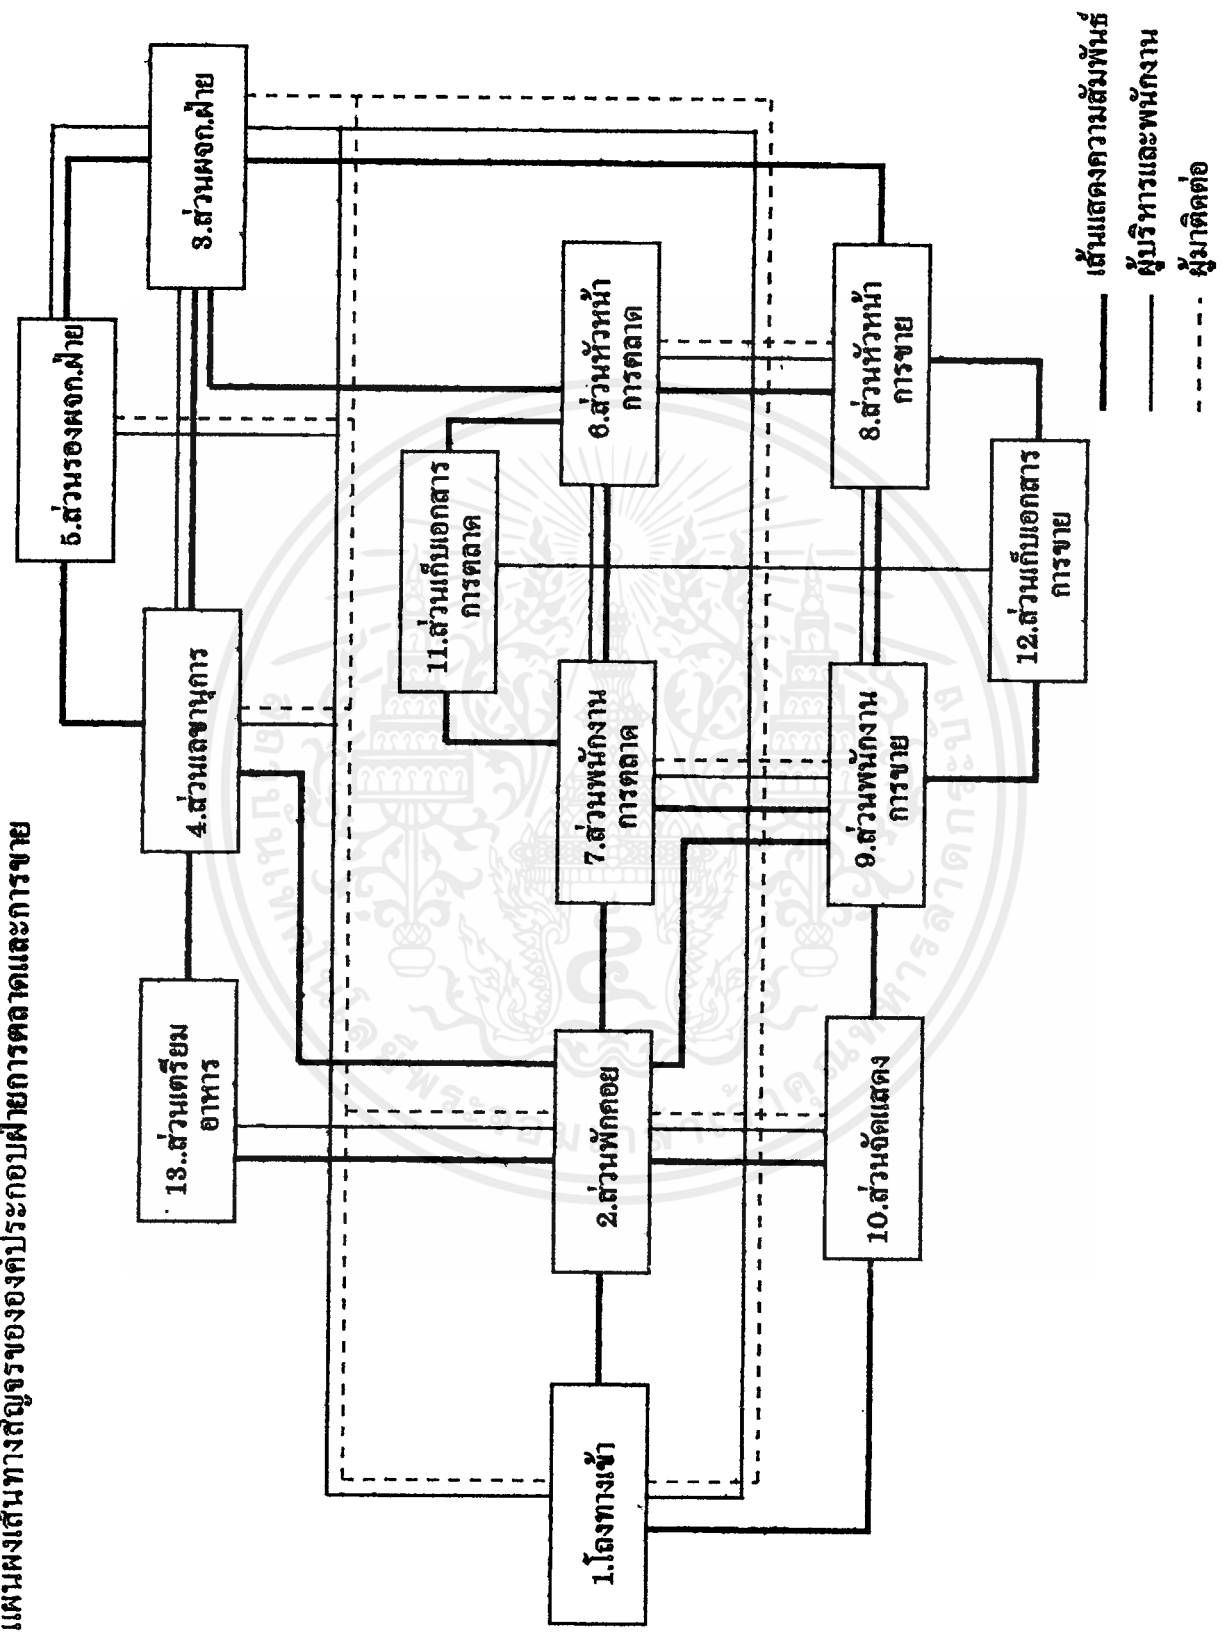 แผนผังเส้นทางสัญจรขององค์ประกอบฝ่ายการตลาดและการขาย
5.ส่วนรองผจก.ฝ่าย
3.ส่วนผจก.ฝ่าย
4.ส่วนเลขานุการ
13..ส่วนเตรียม
อาหาร
11.ส่วนเก็บเอกสาร
การตลาด
6.ส่วนหัวหน้า
การตลาด
7.ส่วนพนักงาน
การตลาด
2.ส่วนพักคอย
1.โถงทางเข้า
8.ส่วนหัวหน้า
การขาย
9.ส่วนพนักงาน
การขาย
10.ส่วนจัดแสดง
12.ส่วนเก็บเอกสาร
การขาย
เส้นแสดงความสัมพันธ์
ผู้บริหารและพนักงาน
ผู้มาติดต่อ